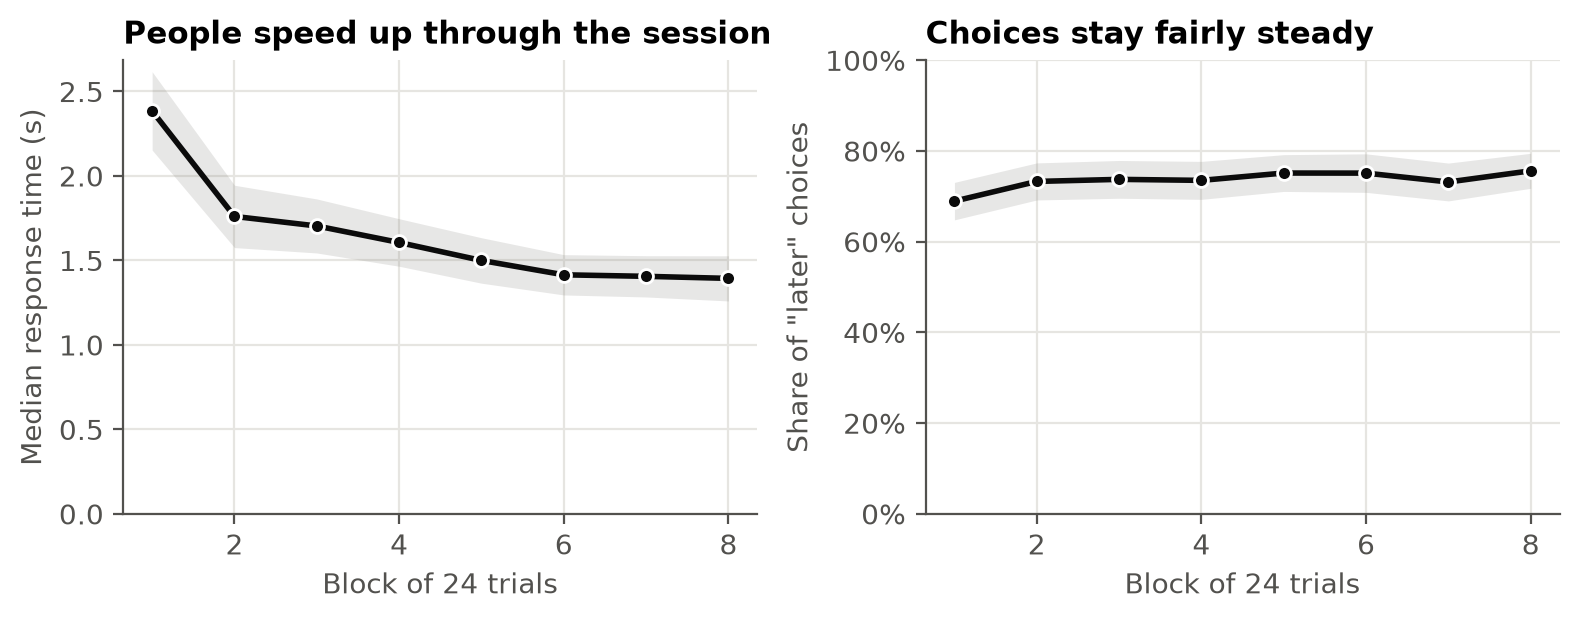 People speed up through the session
Median response time (s)
2.5
2.0
1.5
1.0
0.5
0.0
2 4 6 8
Block of 24 trials
Choices stay fairly steady
Share of "later" choices
100%
80%
60%
40%
20%
0%
2 4 6 8
Block of 24 trials